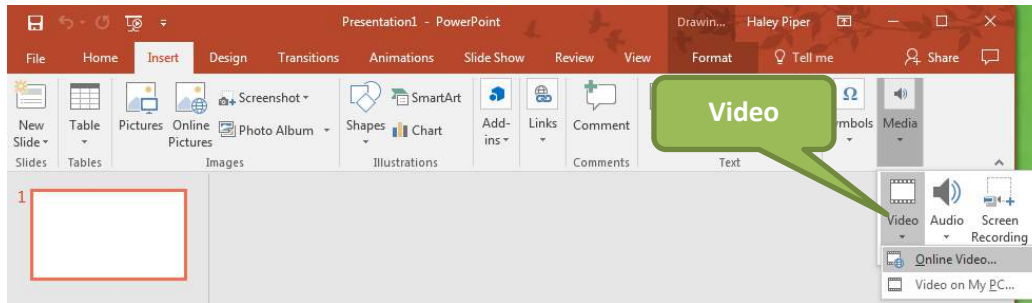 Presentation1 - PowerPoint
Drawin...
Haley Piper
File Home Insert Design Transitions Animations Slide Show Review View Format Tell me Share
New Slide
Table
Pictures
Online Pictures
Screenshot
Photo Album
Shapes
SmartArt
Chart
Add-ins
Links
Comment
Video
mbols
Media
Slides Tables Images Illustrations Comments Text
1
Video Audio Screen Recording
Online Video...
Video on My PC...